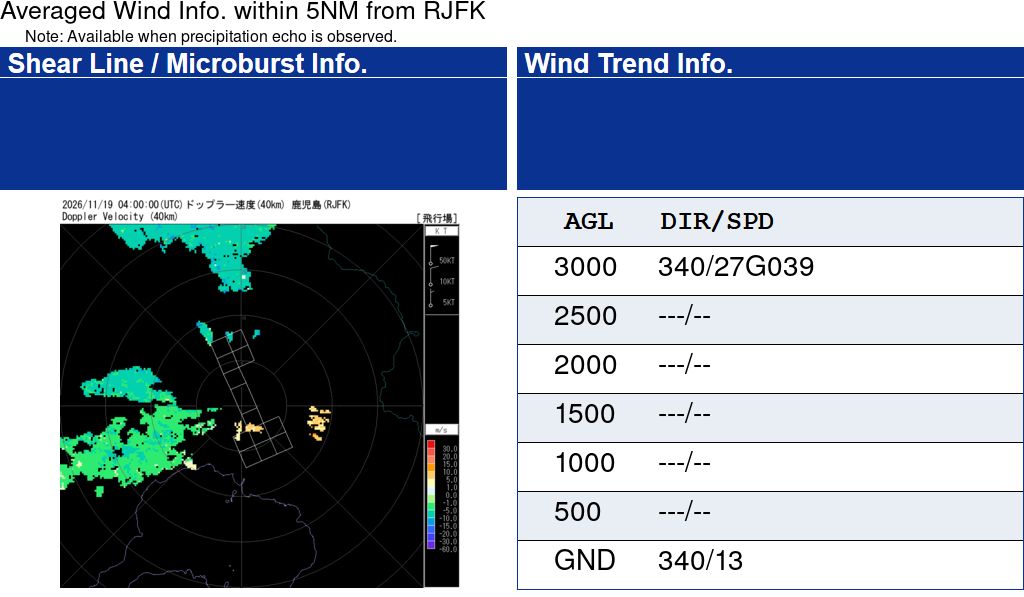 Averaged Wind Info. within 5NM from RJFK
Note: Available when precipitation echo is observed.
Shear Line / Microburst Info.
Wind Trend Info.
2026/11/19 04:00:00(UTC) ドップラー速度(40km) 鹿児島(RJFK)
Doppler Velocity (40km)
[飛行場]
KT
50KT
10KT
5KT
m/s
30.0
20.0
15.0
10.0
5.0
1.0
0.0
-1.0
-5.0
-10.0
-15.0
-20.0
-30.0
-60.0
AGL DIR/SPD
3000 340/27G039
2500 ---/--
2000 ---/--
1500 ---/--
1000 ---/--
500 ---/--
GND 340/13